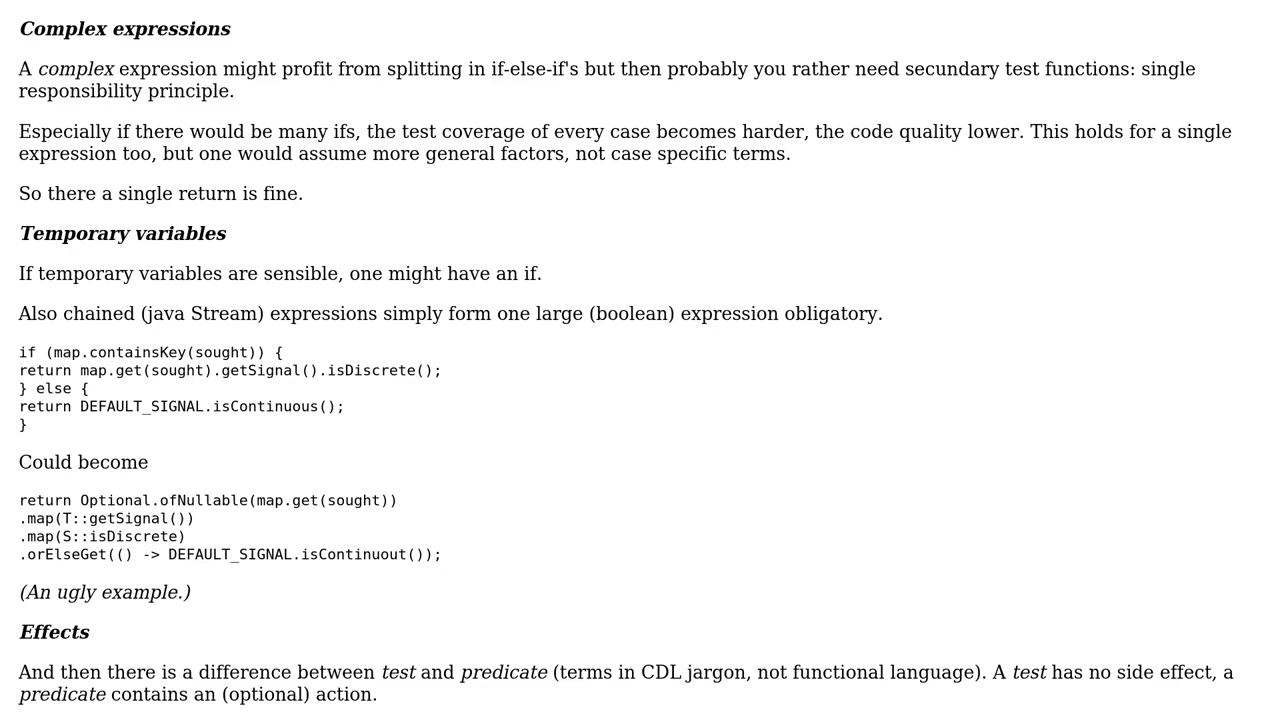 Complex expressions
A complex expression might profit from splitting in if-else-if's but then probably you rather need secundary test functions: single
responsibility principle.
Especially if there would be many ifs, the test coverage of every case becomes harder, the code quality lower. This holds for a single
expression too, but one would assume more general factors, not case specific terms.
So there a single return is fine.
Temporary variables
If temporary variables are sensible, one might have an if.
Also chained (java Stream) expressions simply form one large (boolean) expression obligatory.
if (map.containsKey(sought)) {
return map.get(sought).getSignal().isDiscrete();
} else {
return DEFAULT_SIGNAL.isContinuous();
}
Could become
return Optional.ofNullable(map.get(sought))
.map(T::getSignal())
.map(S::isDiscrete)
.orElseGet(() -> DEFAULT_SIGNAL.isContinuout());
(An ugly example.)
Effects
And then there is a difference between test and predicate (terms in CDL jargon, not functional language). A test has no side effect, a
predicate contains an (optional) action.